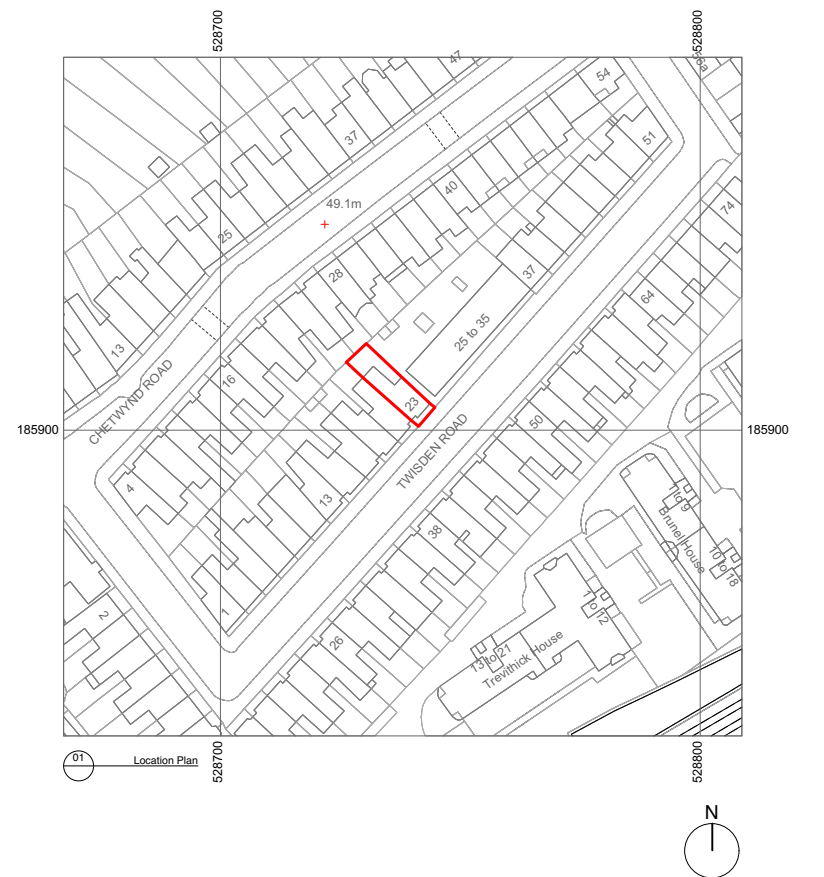 528700
528800
47
56a
54
37
51
40
49.1m
74
25
28
37
64
13
25 to 35
16
CHETWYND ROAD
23
50
185900
185900
TWISDEN ROAD
4
13
1 to 9
38
Brunel House
10 to 18
1
2
1 to 12
26
13 to 21
Trevithick House
01
Location Plan
528700
528800
N